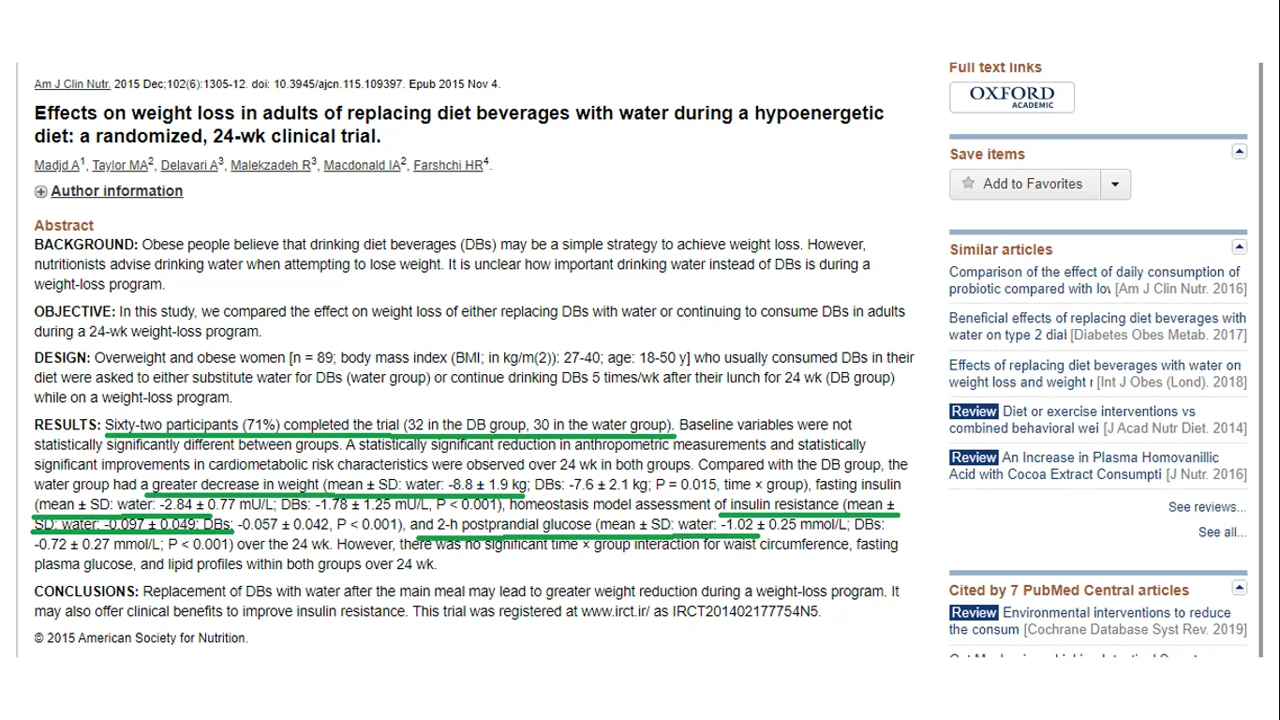 Am J Clin Nutr. 2015 Dec;102(6):1305-12. doi: 10.3945/ajcn.115.109397. Epub 2015 Nov 4.
Effects on weight loss in adults of replacing diet beverages with water during a hypoenergetic
diet: a randomized, 24-wk clinical trial.
Madjd A1, Taylor MA2, Delavari A3, Malekzadeh R3, Macdonald IA2, Farshchi HR4.
Author information
Abstract
BACKGROUND: Obese people believe that drinking diet beverages (DBs) may be a simple strategy to achieve weight loss. However,
nutritionists advise drinking water when attempting to lose weight. It is unclear how important drinking water instead of DBs is during a
weight-loss program.
OBJECTIVE: In this study, we compared the effect on weight loss of either replacing DBs with water or continuing to consume DBs in adults
during a 24-wk weight-loss program.
DESIGN: Overweight and obese women [n = 89; body mass index (BMI; in kg/m(2)): 27-40; age: 18-50 y] who usually consumed DBs in their
diet were asked to either substitute water for DBs (water group) or continue drinking DBs 5 times/wk after their lunch for 24 wk (DB group)
while on a weight-loss program.
RESULTS: Sixty-two participants (71%) completed the trial (32 in the DB group, 30 in the water group). Baseline variables were not
statistically significantly different between groups. A statistically significant reduction in anthropometric measurements and statistically
significant improvements in cardiometabolic risk characteristics were observed over 24 wk in both groups. Compared with the DB group, the
water group had a greater decrease in weight (mean ± SD: water: -8.8 ± 1.9 kg; DBs: -7.6 ± 2.1 kg; P = 0.015, time × group), fasting insulin
(mean ± SD: water: -2.84 ± 0.77 mU/L; DBs: -1.78 ± 1.25 mU/L, P < 0.001), homeostasis model assessment of insulin resistance (mean ±
SD: water: -0.097 ± 0.049; DBs: -0.057 ± 0.042, P < 0.001), and 2-h postprandial glucose (mean ± SD: water: -1.02 ± 0.25 mmol/L; DBs:
-0.72 ± 0.27 mmol/L; P < 0.001) over the 24 wk. However, there was no significant time × group interaction for waist circumference, fasting
plasma glucose, and lipid profiles within both groups over 24 wk.
CONCLUSIONS: Replacement of DBs with water after the main meal may lead to greater weight reduction during a weight-loss program. It
may also offer clinical benefits to improve insulin resistance. This trial was registered at www.irct.ir/ as IRCT201402177754N5.
© 2015 American Society for Nutrition.
Full text links
OXFORD
ACADEMIC
Save items
Add to Favorites
Similar articles
Comparison of the effect of daily consumption of
probiotic compared with lov [Am J Clin Nutr. 2016]
Beneficial effects of replacing diet beverages with
water on type 2 dial [Diabetes Obes Metab. 2017]
Effects of replacing diet beverages with water on
weight loss and weight r [Int J Obes (Lond). 2018]
Review Diet or exercise interventions vs
combined behavioral wei [J Acad Nutr Diet. 2014]
Review An Increase in Plasma Homovanillic
Acid with Cocoa Extract Consumpti [J Nutr. 2016]
See reviews...
See all...
Cited by 7 PubMed Central articles
Review Environmental interventions to reduce
the consum [Cochrane Database Syst Rev. 2019]